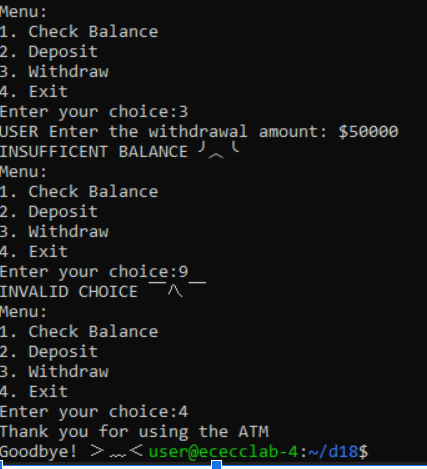 Menu:
1. Check Balance
2. Deposit
3. Withdraw
4. Exit
Enter your choice:3
USER Enter the withdrawal amount: $50000
INSUFFICENT BALANCE ╯︿╰
Menu:
1. Check Balance
2. Deposit
3. Withdraw
4. Exit
Enter your choice:9
INVALID CHOICE ￣へ￣
Menu:
1. Check Balance
2. Deposit
3. Withdraw
4. Exit
Enter your choice:4
Thank you for using the ATM
Goodbye! ＞﹏＜ user@ececclab-4:~/d18$